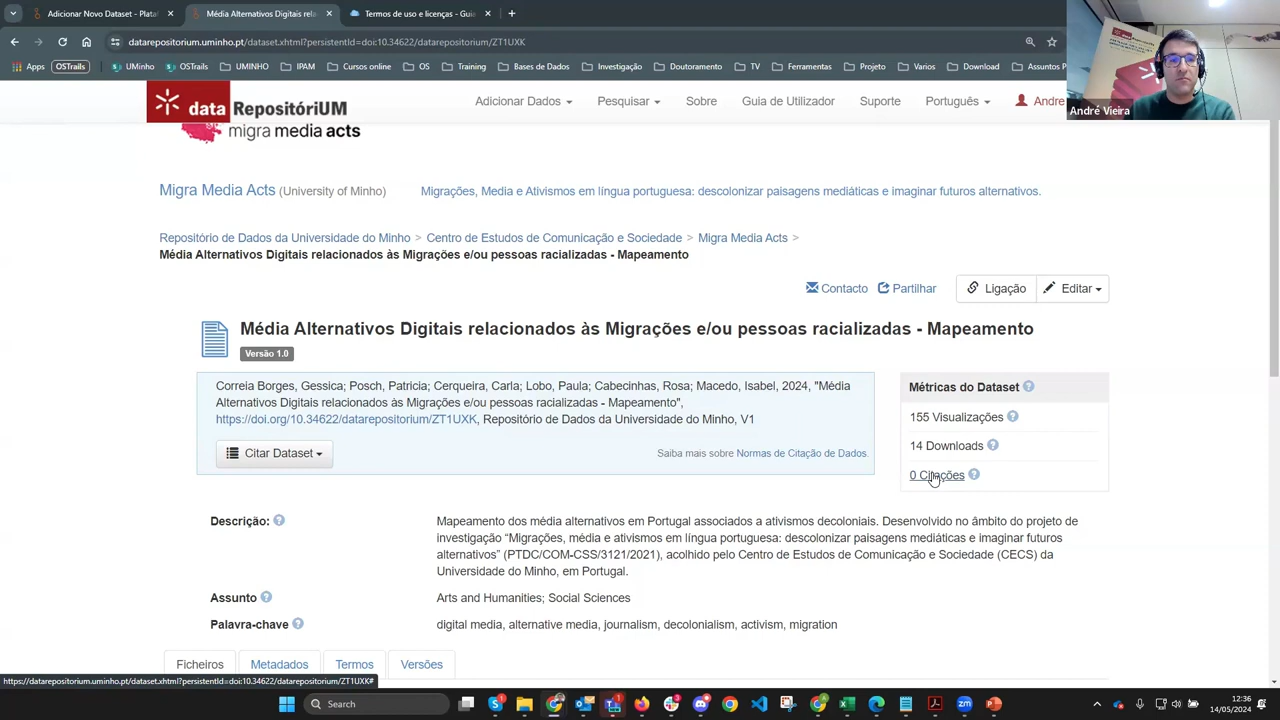 Adicionar Novo Dataset - Plataf
Média Alternativos Digitais rela
Termos de uso e licenças - Guia
datarepositorium.uminho.pt/dataset.xhtml?persistentId=doi:10.34622/datarepositorium/ZT1UXK
Apps
OSTrails
UMinho
OSTrails
UMinho
IPAM
Cursos online
OS
Training
Bases de Dados
Investigação
Doutoramento
TV
Ferramentas
Projeto
Varios
Download
Assuntos P
André Vieira
data RepositóriUM
Adicionar Dados
Pesquisar
Sobre
Guia de Utilizador
Suporte
Português
Andre
migra media acts
Migra Media Acts (University of Minho)
Migrações, Media e Ativismos em língua portuguesa: descolonizar paisagens mediáticas e imaginar futuros alternativos.
Repositório de Dados da Universidade do Minho > Centro de Estudos de Comunicação e Sociedade > Migra Media Acts >
Média Alternativos Digitais relacionados às Migrações e/ou pessoas racializadas - Mapeamento
Contacto
Partilhar
Ligação
Editar
Média Alternativos Digitais relacionados às Migrações e/ou pessoas racializadas - Mapeamento
Versão 1.0
Correia Borges, Gessica; Posch, Patricia; Cerqueira, Carla; Lobo, Paula; Cabecinhas, Rosa; Macedo, Isabel, 2024, "Média
Alternativos Digitais relacionados às Migrações e/ou pessoas racializadas - Mapeamento",
https://doi.org/10.34622/datarepositorium/ZT1UXK, Repositório de Dados da Universidade do Minho, V1
Citar Dataset
Saiba mais sobre Normas de Citação de Dados.
Métricas do Dataset
155 Visualizações
14 Downloads
0 Citações
Descrição:
Mapeamento dos média alternativos em Portugal associados a ativismos decoloniais. Desenvolvido no âmbito do projeto de
investigação “Migrações, média e ativismos em língua portuguesa: descolonizar paisagens mediáticas e imaginar futuros
alternativos” (PTDC/COM-CSS/3121/2021), acolhido pelo Centro de Estudos de Comunicação e Sociedade (CECS) da
Universidade do Minho, em Portugal.
Assunto
Arts and Humanities; Social Sciences
Palavra-chave
digital media, alternative media, journalism, decolonialism, activism, migration
Ficheiros
Metadados
Termos
Versões
https://datarepositorium.uminho.pt/dataset.xhtml?persistentId=doi:10.34622/datarepositorium/ZT1UXK#
Search
12:36
14/05/2024